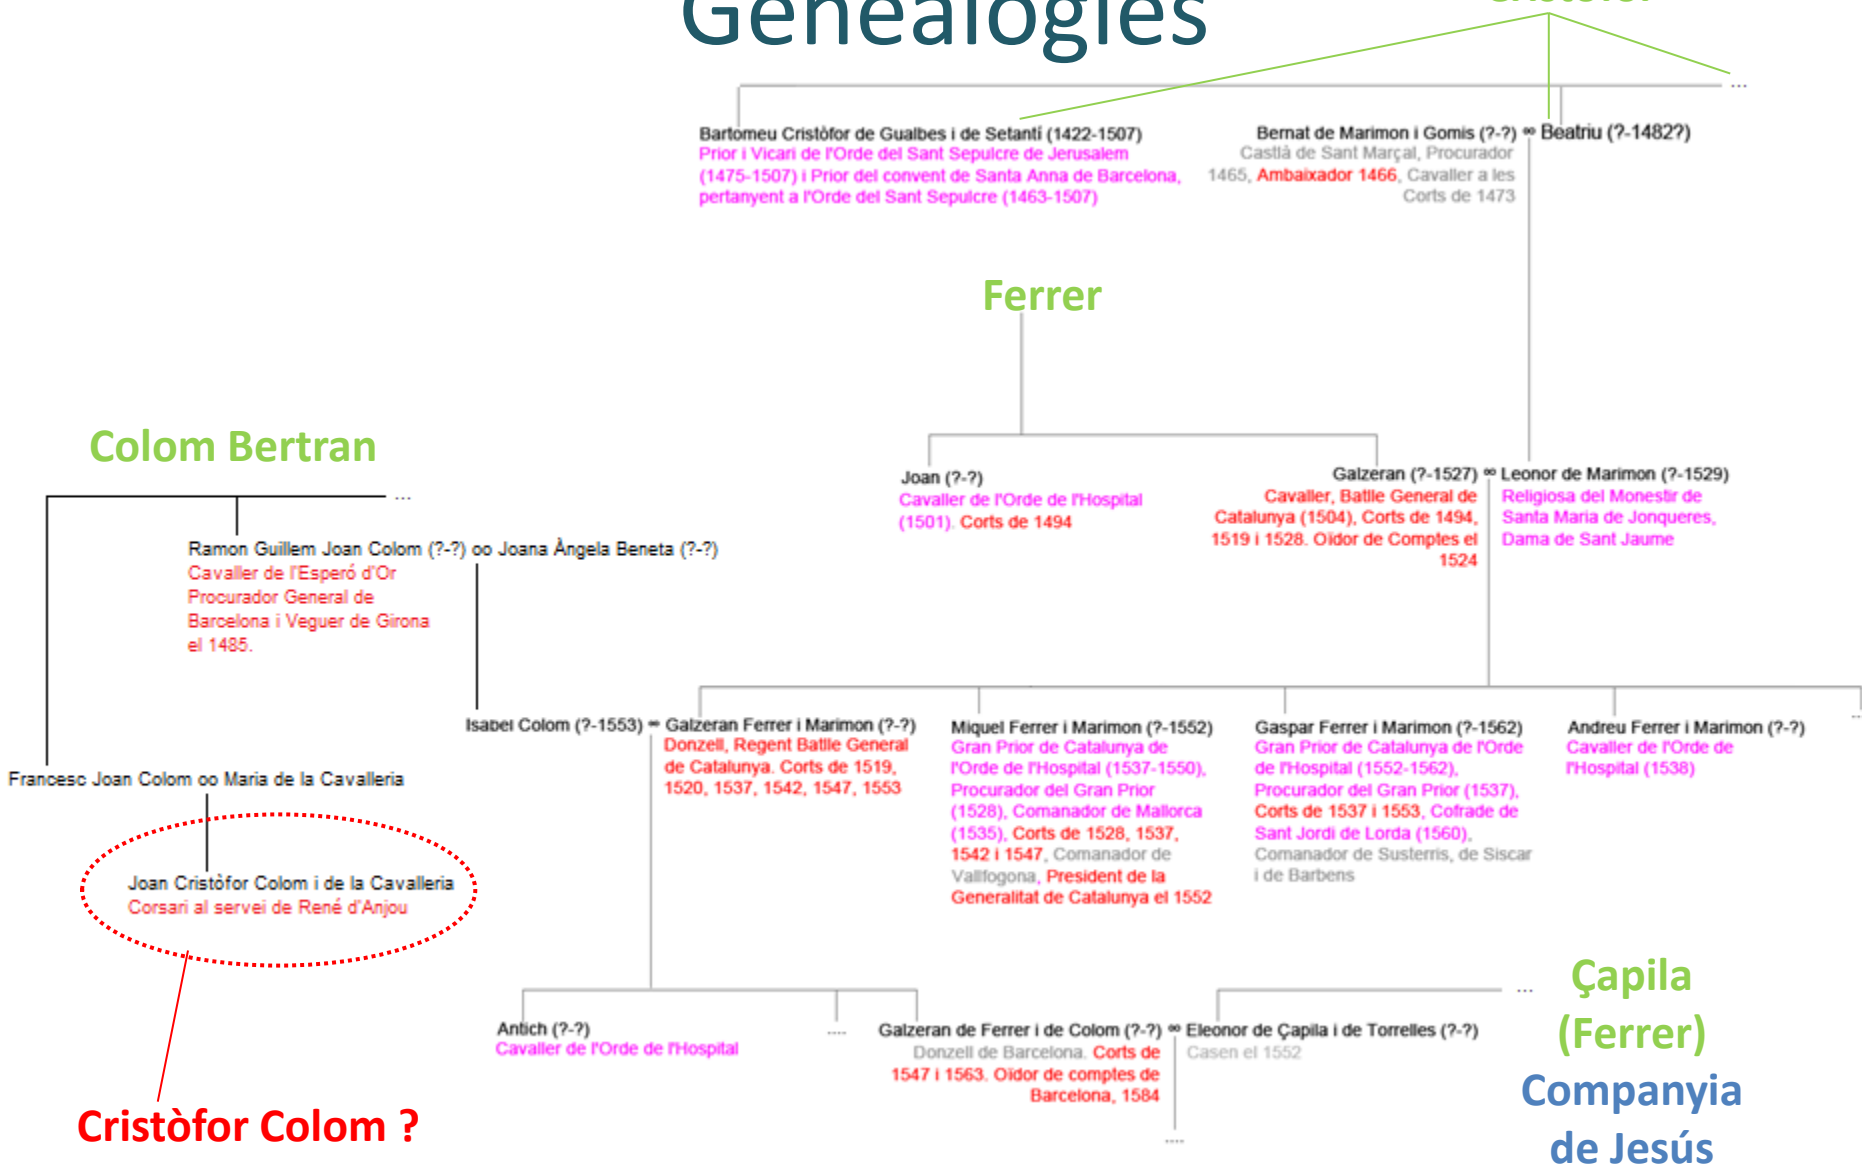 Genealogies
Cristòfor
...
Bartomeu Cristòfor de Gualbes i de Setantí (1422-1507)
Prior i Vicari de l'Orde del Sant Sepulcre de Jerusalem
(1475-1507) i Prior del convent de Santa Anna de Barcelona,
pertanyent a l'Orde del Sant Sepulcre (1463-1507)
Bernat de Marimon i Gomis (?-?) ∞ Beatriu (?-1482?)
Castlà de Sant Marçal, Procurador
1465, Ambaixador 1466, Cavaller a les
Corts de 1473
Ferrer
Joan (?-?)
Cavaller de l'Orde de l'Hospital
(1501). Corts de 1494
Galzeran (?-1527) ∞ Leonor de Marimon (?-1529)
Cavaller, Batlle General de
Catalunya (1504), Corts de 1494,
1519 i 1528. Oïdor de Comptes el
1524
Religiosa del Monestir de
Santa Maria de Jonqueres,
Dama de Sant Jaume
Colom Bertran
...
Ramon Guillem Joan Colom (?-?) oo Joana Àngela Beneta (?-?)
Cavaller de l'Esperó d'Or
Procurador General de
Barcelona i Veguer de Girona
el 1485.
Isabel Colom (?-1553) ∞ Galzeran Ferrer i Marimon (?-?)
Donzell, Regent Batlle General
de Catalunya. Corts de 1519,
1520, 1537, 1542, 1547, 1553
Miquel Ferrer i Marimon (?-1552)
Gran Prior de Catalunya de
l'Orde de l'Hospital (1537-1550),
Procurador del Gran Prior
(1528), Comanador de Mallorca
(1535), Corts de 1528, 1537,
1542 i 1547, Comanador de
Vallfogona, President de la
Generalitat de Catalunya el 1552
Gaspar Ferrer i Marimon (?-1562)
Gran Prior de Catalunya de l'Orde
de l'Hospital (1552-1562),
Procurador del Gran Prior (1537),
Corts de 1537 i 1553, Cofrade de
Sant Jordi de Lorda (1560),
Comanador de Susterris, de Siscar
i de Barbens
Andreu Ferrer i Marimon (?-?)
Cavaller de l'Orde de
l'Hospital (1538)
...
Francesc Joan Colom oo Maria de la Cavalleria
Joan Cristòfor Colom i de la Cavalleria
Corsari al servei de René d'Anjou
Cristòfor Colom ?
Antich (?-?)
Cavaller de l'Orde de l'Hospital
....
Galzeran de Ferrer i de Colom (?-?) ∞ Eleonor de Çapila i de Torrelles (?-?)
Donzell de Barcelona. Corts de
1547 i 1563. Oïdor de comptes de
Barcelona, 1584
Casen el 1552
....
...
Çapila
(Ferrer)
Companyia
de Jesús